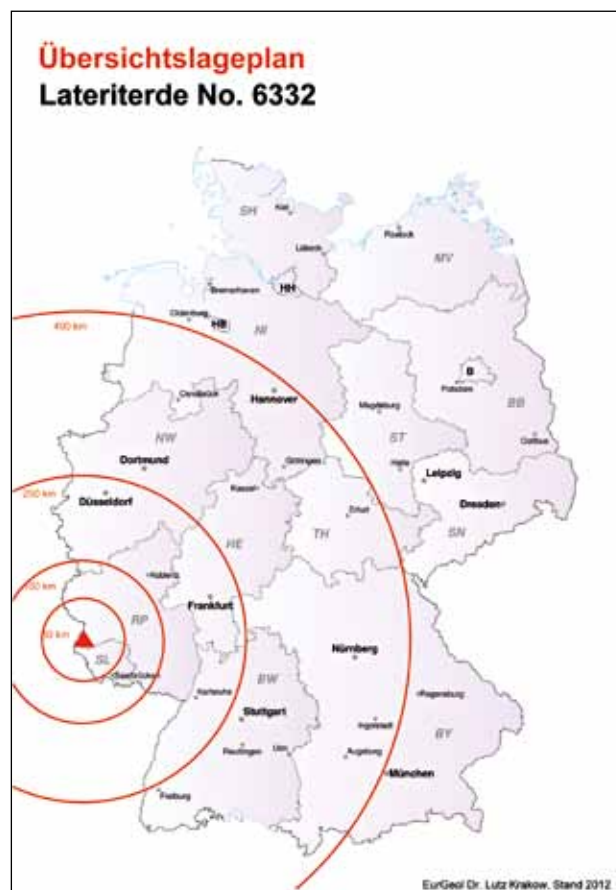 Übersichtslageplan
Lateriterde No. 6332
SH
Kiel
Rostock
Lübeck
MV
Bremerhaven
HH
400 km
Oldenburg
HB
NI
B
Potsdam
BB
Osnabrück
Hannover
Magdeburg
ST
Cottbus
NW
Dortmund
Göttingen
Halle
Leipzig
200 km
Düsseldorf
Kassel
Dresden
Erfurt
HE
TH
SN
Koblenz
Frankfurt
RP
Nürnberg
SL
Saarbrücken
BW
Karlsruhe
Regensburg
Stuttgart
Ingolstadt
BY
Reutlingen
Ulm
Augsburg
München
Freiburg
EurGeol Dr. Lutz Krakow, Stand 2012